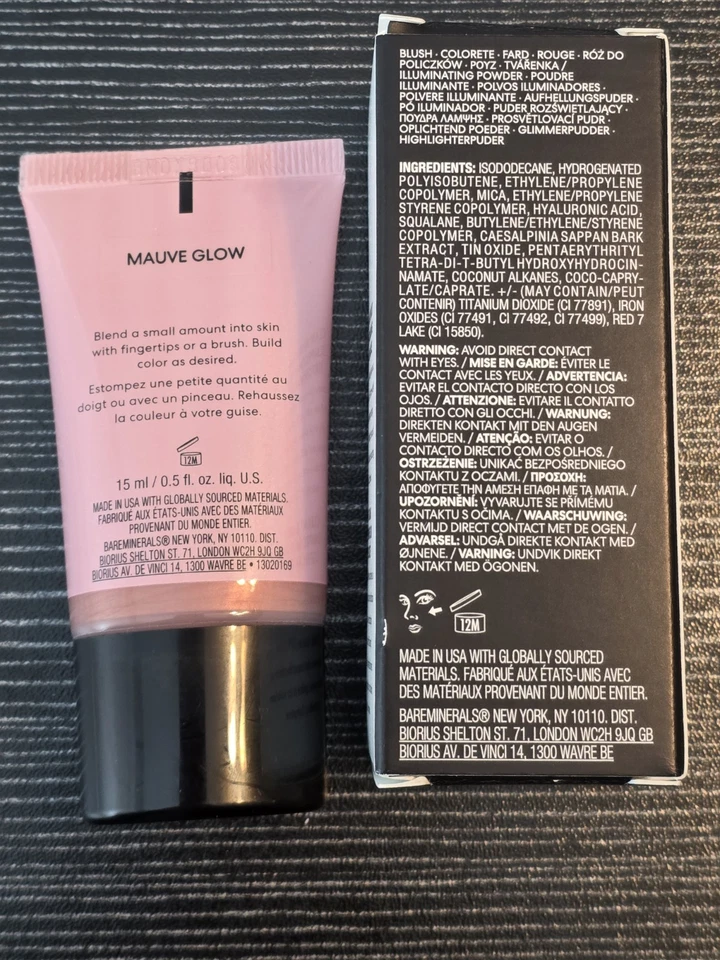 MAUVE GLOW
Blend a small amount into skin
with fingertips or a brush. Build
color as desired.
Estompez une petite quantité au
doigt ou avec un pinceau. Rehaussez
la couleur à votre guise.
12M
15 ml / 0.5 fl. oz. liq. U.S.
MADE IN USA WITH GLOBALLY SOURCED MATERIALS.
FABRIQUÉ AUX ÉTATS-UNIS AVEC DES MATÉRIAUX
PROVENANT DU MONDE ENTIER.
BAREMINERALS® NEW YORK, NY 10110. DIST.
BIORIUS SHELTON ST. 71, LONDON WC2H 9JQ GB
BIORIUS AV. DE VINCI 14, 1300 WAVRE BE • 13020169
BLUSH · COLORETE · FARD · ROUGE · RÓŻ DO
POLICZKÓW · ΡΟΥΖ · TVÁŘENKA /
ILLUMINATING POWDER · POUDRE
ILLUMINANTE · POLVOS ILUMINADORES ·
POLVERE ILLUMINANTE · AUFHELLUNGSPUDER ·
PÓ ILUMINADOR · PUDER ROZŚWIETLAJĄCY ·
ΠΟΥΔΡΑ ΛΑΜΨΗΣ · PROSVĚTLOVACÍ PUDR ·
OPLICHTEND POEDER · GLIMMERPUDDER ·
HIGHLIGHTERPUDER
INGREDIENTS: ISODODECANE, HYDROGENATED
POLYISOBUTENE, ETHYLENE/PROPYLENE
COPOLYMER, MICA, ETHYLENE/PROPYLENE
STYRENE COPOLYMER, HYALURONIC ACID,
SQUALANE, BUTYLENE/ETHYLENE/STYRENE
COPOLYMER, CAESALPINIA SAPPAN BARK
EXTRACT, TIN OXIDE, PENTAERYTHRITYL
TETRA-DI-T-BUTYL HYDROXYHYDROCIN-
NAMATE, COCONUT ALKANES, COCO-CAPRY-
LATE/CAPRATE. +/- (MAY CONTAIN/PEUT
CONTENIR) TITANIUM DIOXIDE (CI 77891), IRON
OXIDES (CI 77491, CI 77492, CI 77499), RED 7
LAKE (CI 15850).
WARNING: AVOID DIRECT CONTACT
WITH EYES. / MISE EN GARDE: ÉVITER LE
CONTACT AVEC LES YEUX. / ADVERTENCIA:
EVITAR EL CONTACTO DIRECTO CON LOS
OJOS. / ATTENZIONE: EVITARE IL CONTATTO
DIRETTO CON GLI OCCHI. / WARNUNG:
DIREKTEN KONTAKT MIT DEN AUGEN
VERMEIDEN. / ATENÇÃO: EVITAR O
CONTACTO DIRECTO COM OS OLHOS. /
OSTRZEŻENIE: UNIKAĆ BEZPOŚREDNIEGO
KONTAKTU Z OCZAMI. / ΠΡΟΣΟΧΗ:
ΑΠΟΦΥΓΕΤΕ ΤΗΝ ΑΜΕΣΗ ΕΠΑΦΗ ΜΕ ΤΑ ΜΑΤΙΑ. /
UPOZORNĚNÍ: VYVARUJTE SE PŘÍMÉMU
KONTAKTU S OČIMA. / WAARSCHUWING:
VERMIJD DIRECT CONTACT MET DE OGEN. /
ADVARSEL: UNDGÅ DIREKTE KONTAKT MED
ØJNENE. / VARNING: UNDVIK DIREKT
KONTAKT MED ÖGONEN.
12M
MADE IN USA WITH GLOBALLY SOURCED
MATERIALS. FABRIQUÉ AUX ÉTATS-UNIS AVEC
DES MATÉRIAUX PROVENANT DU MONDE ENTIER.
BAREMINERALS® NEW YORK, NY 10110. DIST.
BIORIUS SHELTON ST. 71, LONDON WC2H 9JQ GB
BIORIUS AV. DE VINCI 14, 1300 WAVRE BE